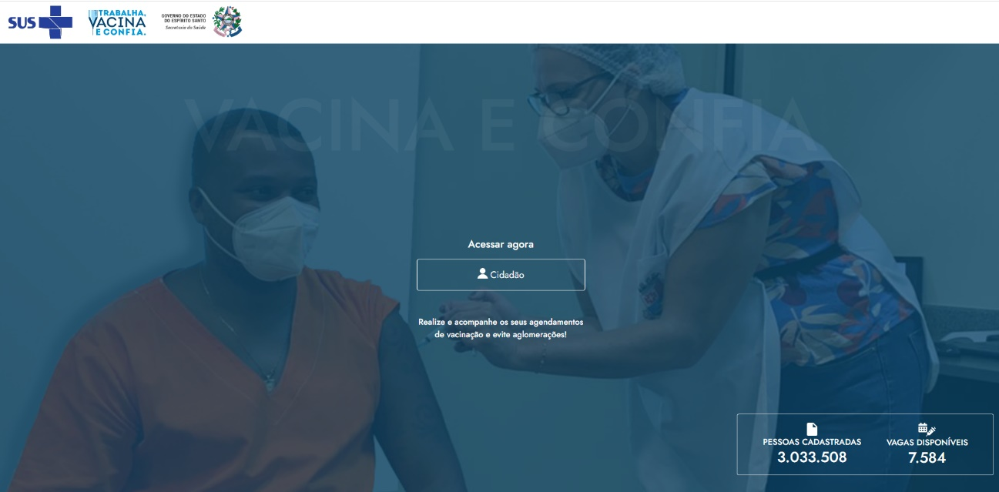 SUS
TRABALHA,
VACINA
E CONFIA.
GOVERNO DO ESTADO
DO ESPÍRITO SANTO
Secretaria da Saúde
VACINA E CONFIA
Acessar agora
Cidadão
Realize e acompanhe os seus agendamentos
de vacinação e evite aglomerações!
PESSOAS CADASTRADAS
3.033.508
VAGAS DISPONÍVEIS
7.584